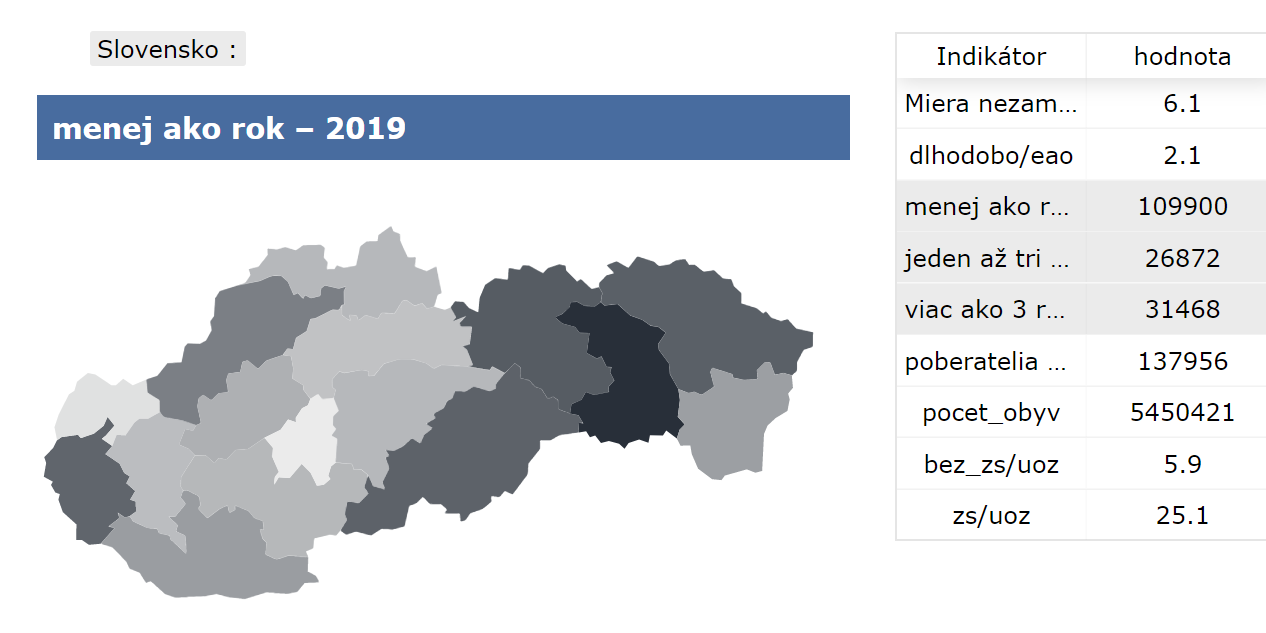 Slovensko :
menej ako rok – 2019
Indikátor hodnota
Miera nezam... 6.1
dlhodobo/eao 2.1
menej ako r... 109900
jeden až tri ... 26872
viac ako 3 r... 31468
poberatelia ... 137956
pocet_obyv 5450421
bez_zs/uoz 5.9
zs/uoz 25.1